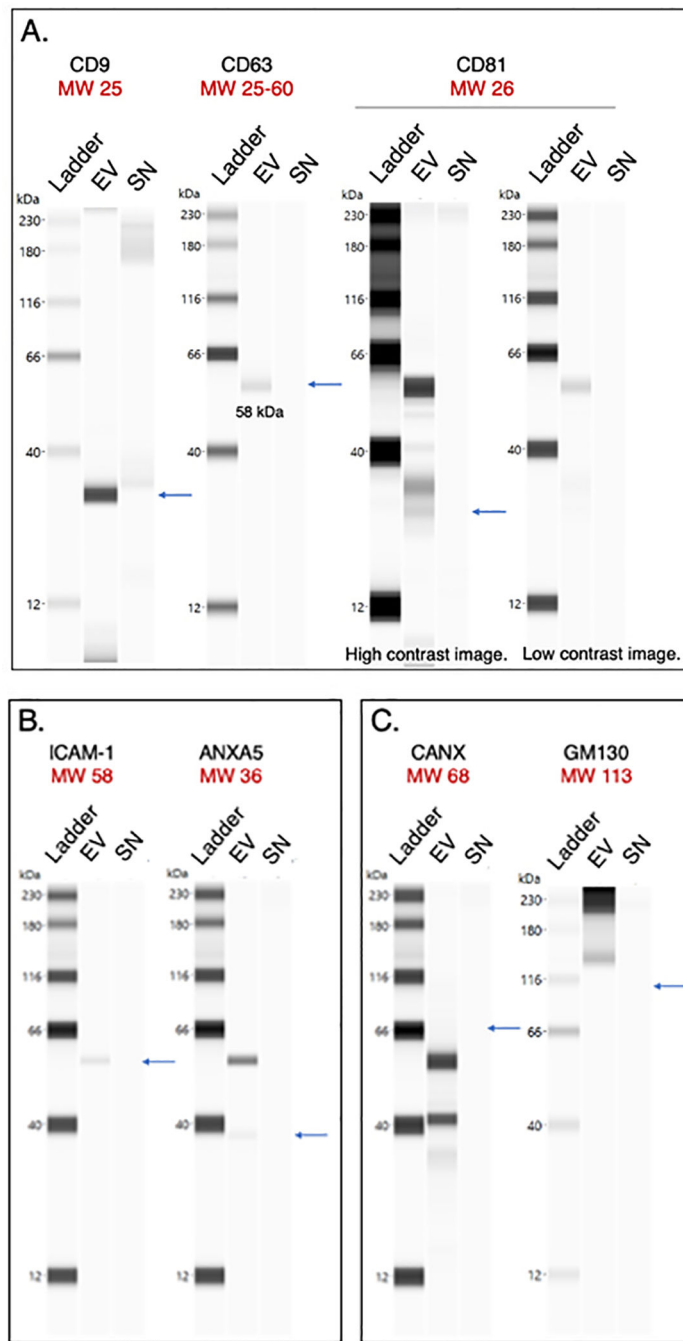 A.
CD9 CD63 CD81
MW 25 MW 25-60 MW 26
Ladder EV SN Ladder EV SN Ladder EV SN Ladder EV SN
kDa kDa kDa kDa
230 230 230 230
180 180 180 180
116 116 116 116
66 66 66 66
58 kDa
40 40 40 40
12 12 12 12
High contrast image. Low contrast image.
B. C.
ICAM-1 ANXA5 CANX GM130
MW 58 MW 36 MW 68 MW 113
Ladder EV SN Ladder EV SN Ladder EV SN Ladder EV SN
kDa kDa kDa kDa
230 230 230 230
180 180 180 180
116 116 116 116
66 66 66 66
40 40 40 40
12 12 12 12